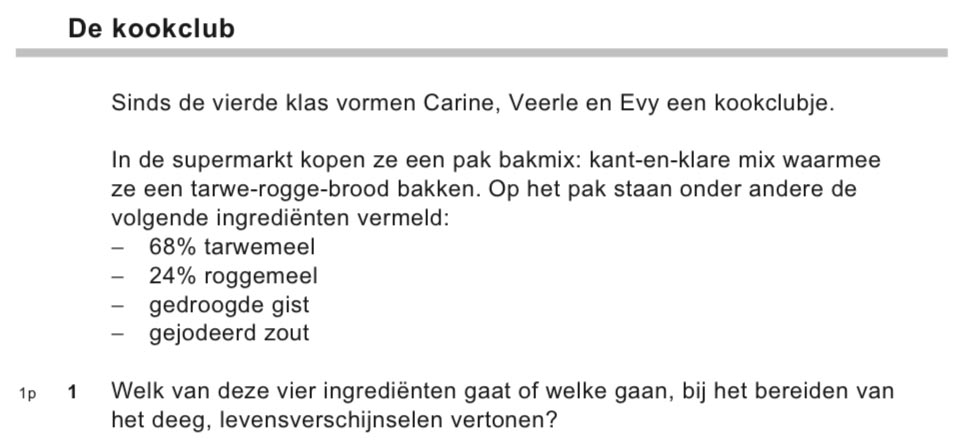 De kookclub
Sinds de vierde klas vormen Carine, Veerle en Evy een kookclubje.
In de supermarkt kopen ze een pak bakmix: kant-en-klare mix waarmee
ze een tarwe-rogge-brood bakken. Op het pak staan onder andere de
volgende ingrediënten vermeld:
– 68% tarwemeel
– 24% roggemeel
– gedroogde gist
– gejodeerd zout
1p 1 Welk van deze vier ingrediënten gaat of welke gaan, bij het bereiden van
het deeg, levensverschijnselen vertonen?